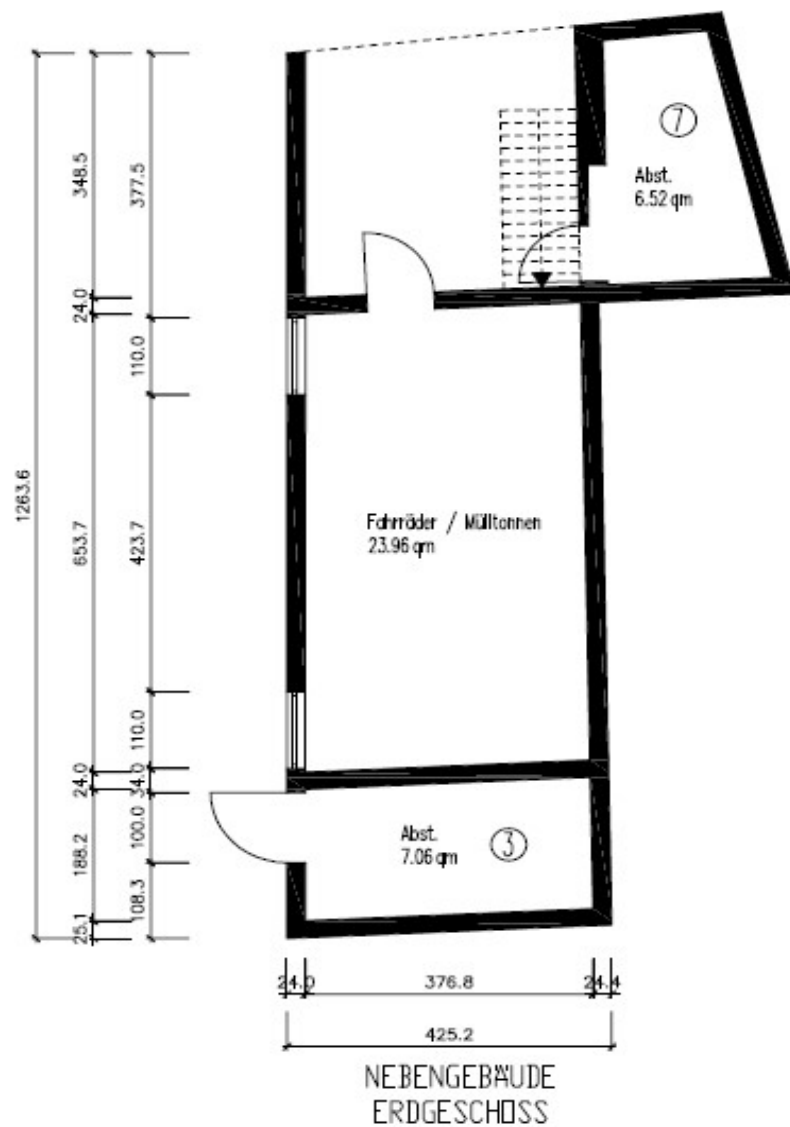 7
Abst.
6.52 qm
348.5
377.5
24.0
110.0
1263.6
653.7
423.7
Fahrräder / Mülltonnen
23.96 qm
110.0
24.0
34.0
188.2
100.0
Abst.
7.06 qm
3
25.1
108.3
24.0
376.8
24.4
425.2
NEBENGEBÄUDE
ERDGESCHOSS